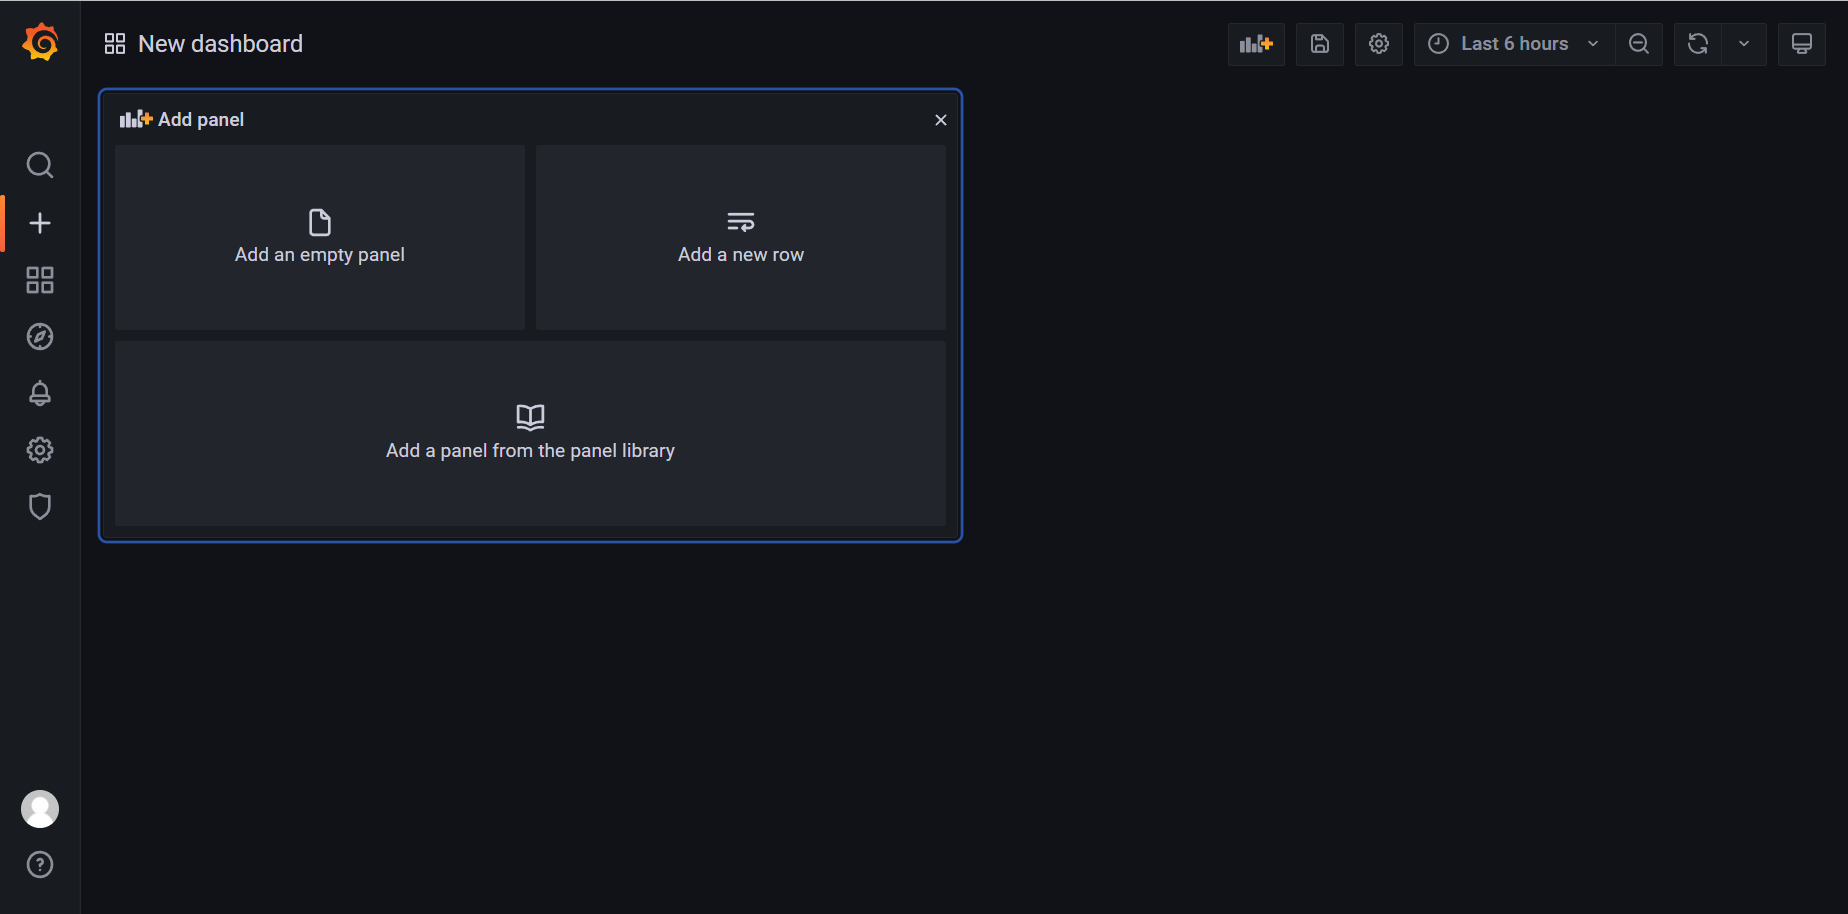 New dashboard
Last 6 hours
Add panel
Add an empty panel
Add a new row
Add a panel from the panel library